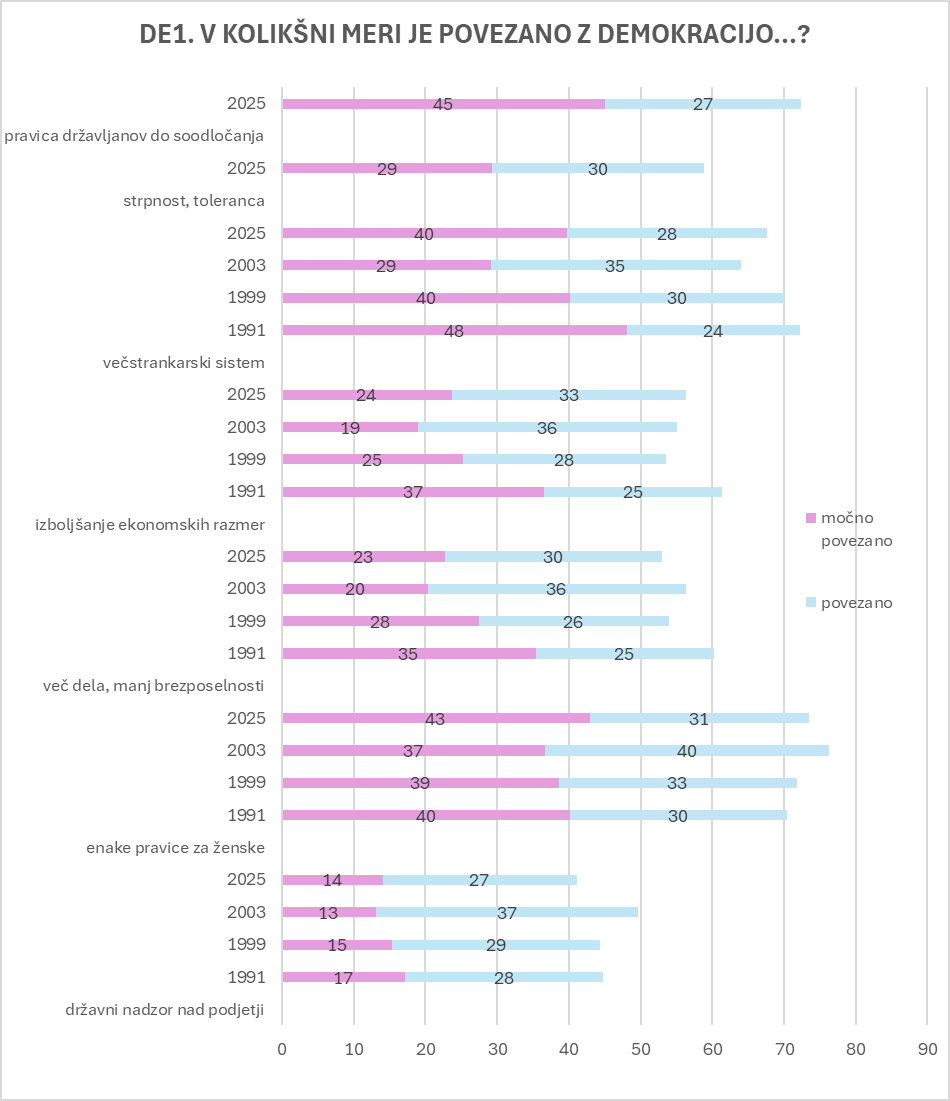 DE1. V KOLIKŠNI MERI JE POVEZANO Z DEMOKRACIJO...?
2025 45 27
pravica državljanov do soodločanja
2025 29 30
strpnost, toleranca
2025 40 28
2003 29 35
1999 40 30
1991 48 24
večstrankarski sistem
2025 24 33
2003 19 36
1999 25 28
1991 37 25
izboljšanje ekonomskih razmer
2025 23 30
2003 20 36
1999 28 26
1991 35 25
več dela, manj brezposelnosti
2025 43 31
2003 37 40
1999 39 33
1991 40 30
enake pravice za ženske
2025 14 27
2003 13 37
1999 15 29
1991 17 28
državni nadzor nad podjetji
0 10 20 30 40 50 60 70 80 90
močno
povezano
povezano